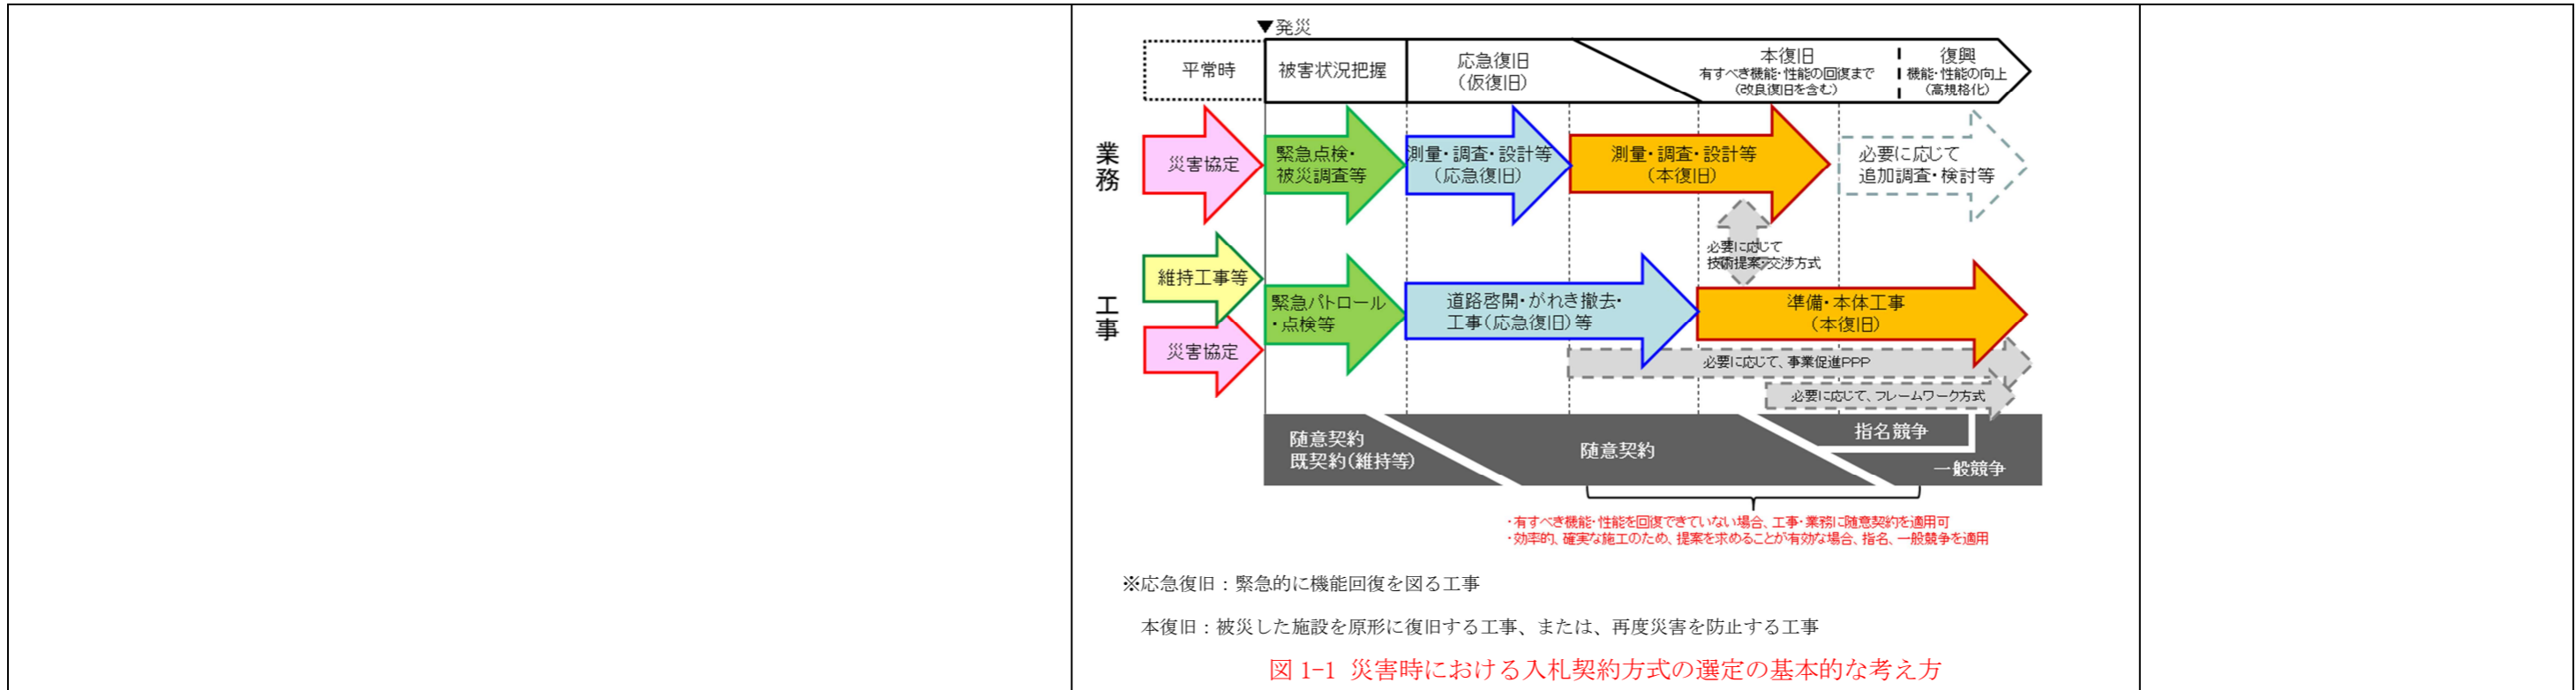 ▼発災
平常時
被害状況把握
応急復旧
（仮復旧）
本復旧
有すべき機能・性能の回復まで
（改良復旧を含む）
復興
機能・性能の向上
（高規格化）
業務
災害協定
緊急点検・
被災調査等
測量・調査・設計等
（応急復旧）
測量・調査・設計等
（本復旧）
必要に応じて
追加調査・検討等
必要に応じて
技術提案・交渉方式
工事
維持工事等
災害協定
緊急パトロール
・点検等
道路啓開・がれき撤去・
工事（応急復旧）等
準備・本体工事
（本復旧）
必要に応じて、事業促進PPP
必要に応じて、フレームワーク方式
随意契約
既契約（維持等）
随意契約
指名競争
一般競争
・有すべき機能・性能を回復できていない場合、工事・業務に随意契約を適用可
・効率的、確実な施工のため、提案を求めることが有効な場合、指名、一般競争を適用
※応急復旧：緊急的に機能回復を図る工事
本復旧：被災した施設を原形に復旧する工事、または、再度災害を防止する工事
図 1-1 災害時における入札契約方式の選定の基本的な考え方